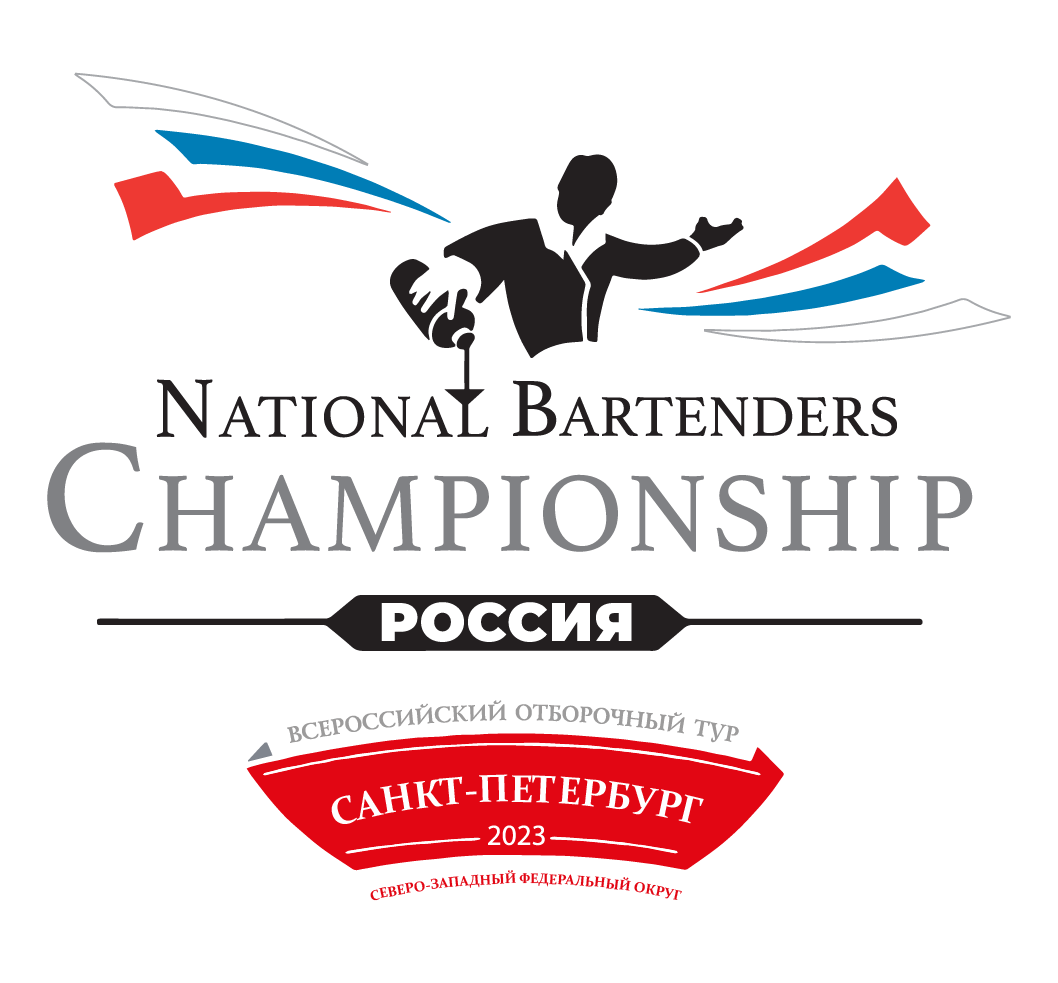 National Bartenders
Championship
РОССИЯ
ВСЕРОССИЙСКИЙ ОТБОРОЧНЫЙ ТУР
САНКТ-ПЕТЕРБУРГ
2023
СЕВЕРО-ЗАПАДНЫЙ ФЕДЕРАЛЬНЫЙ ОКРУГ